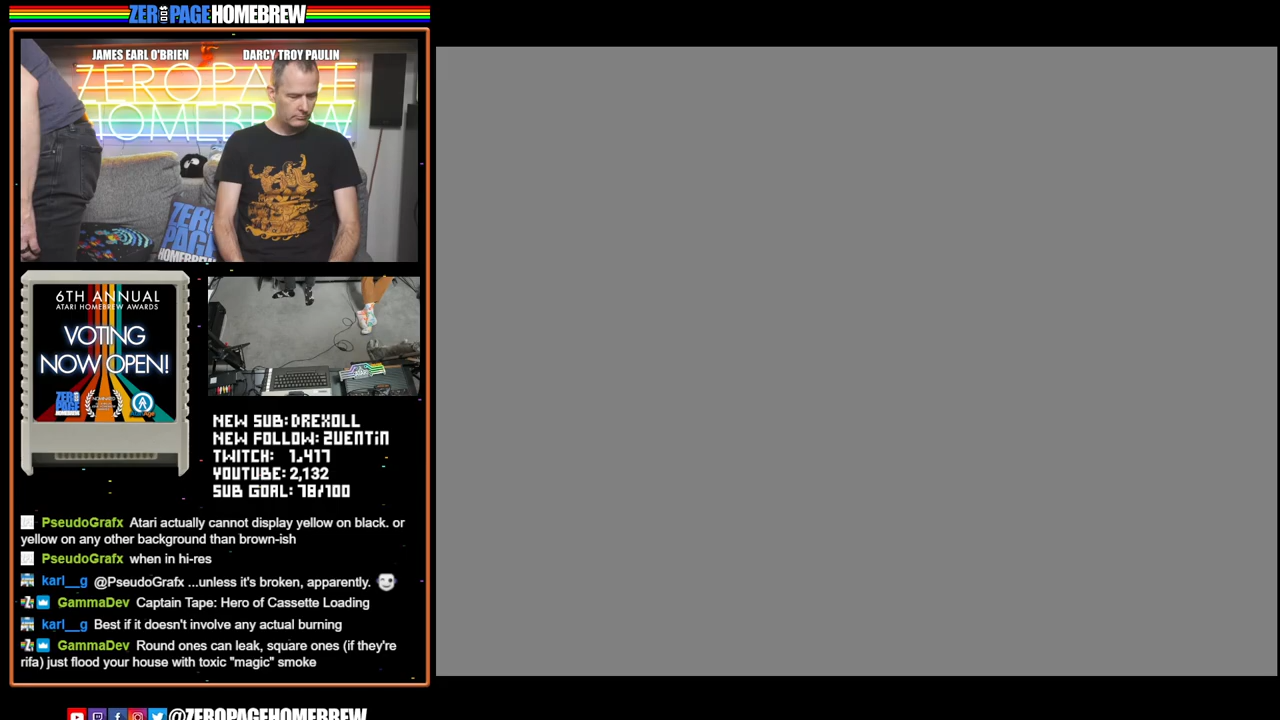 ZEROPAGE HOMEBREW
JAMES EARL O'BRIEN
DARCY TROY PAULIN
ZEROPAGE
HOMEBREW
ZERO
PAGE
HOMEBREW
6TH ANNUAL
ATARI HOMEBREW AWARDS
VOTING
NOW OPEN!
NEW SUB: DREXOLL
NEW FOLLOW: ZUENTIN
TWITCH: 1,417
YOUTUBE: 2,132
SUB GOAL: 78/100
PseudoGrafx Atari actually cannot display yellow on black. or
yellow on any other background than brown-ish
PseudoGrafx when in hi-res
karl__g @PseudoGrafx ...unless it's broken, apparently.
GammaDev Captain Tape: Hero of Cassette Loading
karl__g Best if it doesn't involve any actual burning
GammaDev Round ones can leak, square ones (if they're
rifa) just flood your house with toxic "magic" smoke
@ZEROPAGEHOMEBREW